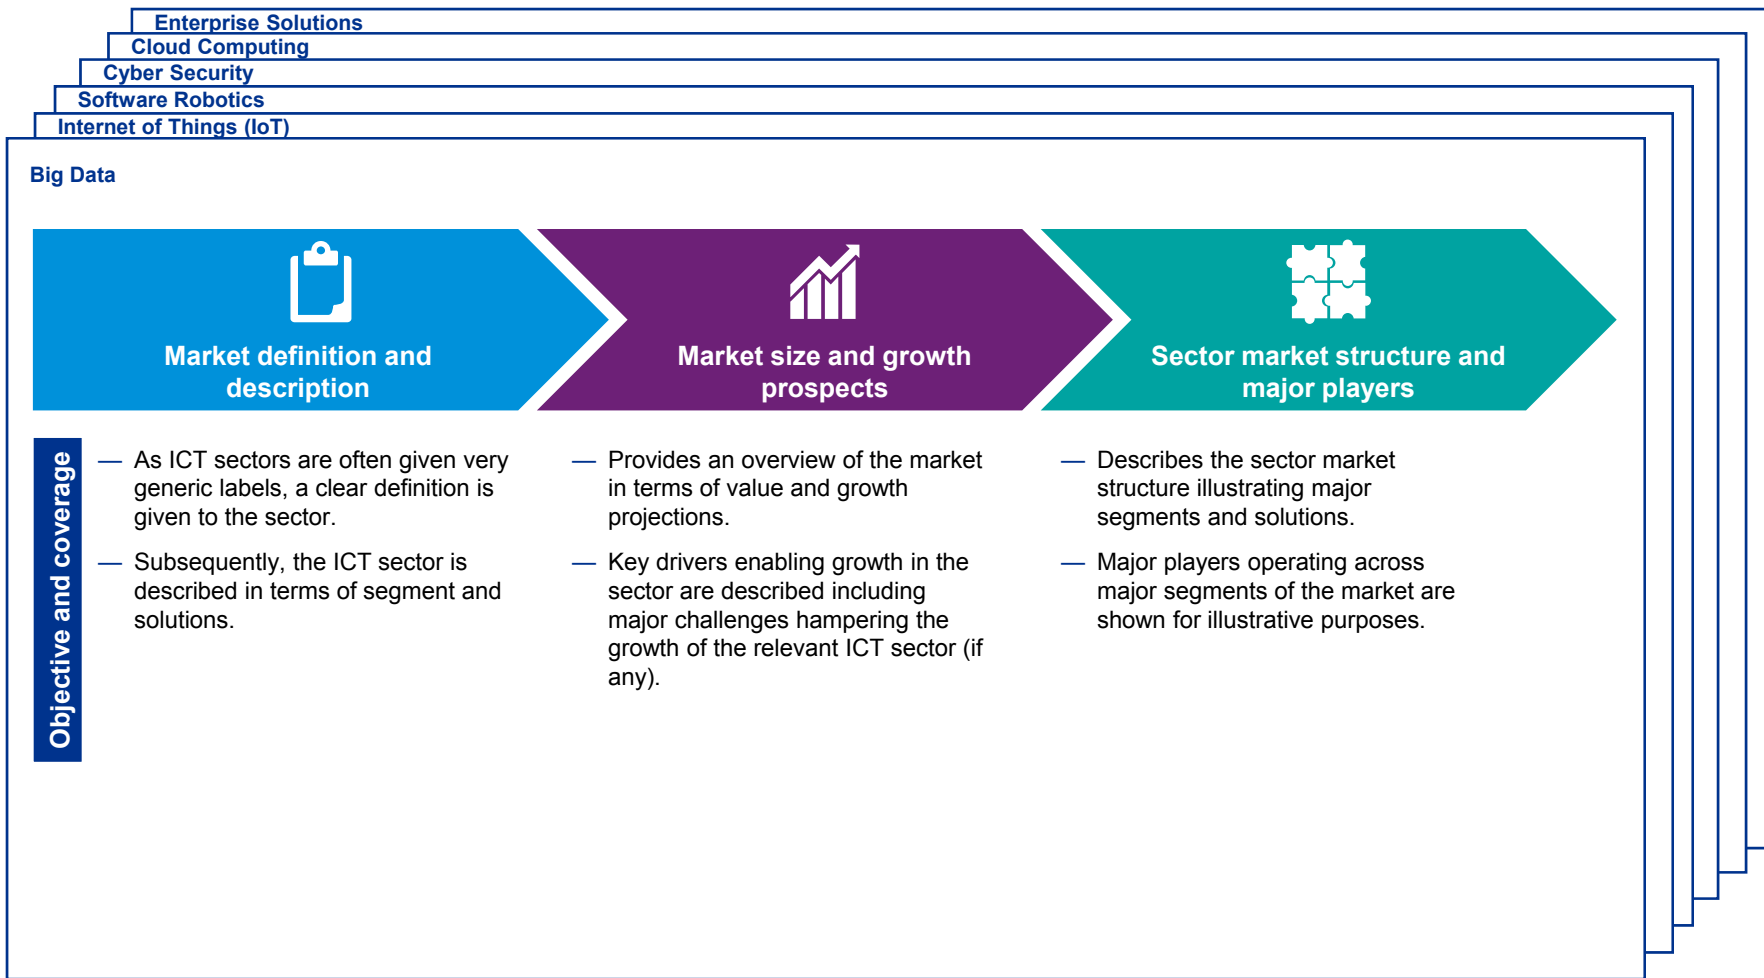 Enterprise Solutions
Cloud Computing
Cyber Security
Software Robotics
Internet of Things (IoT)
Big Data
Market definition and
description
Market size and growth
prospects
Sector market structure and
major players
Objective and coverage
— As ICT sectors are often given very
generic labels, a clear definition is
given to the sector.
— Subsequently, the ICT sector is
described in terms of segment and
solutions.
— Provides an overview of the market
in terms of value and growth
projections.
— Key drivers enabling growth in the
sector are described including
major challenges hampering the
growth of the relevant ICT sector (if
any).
— Describes the sector market
structure illustrating major
segments and solutions.
— Major players operating across
major segments of the market are
shown for illustrative purposes.